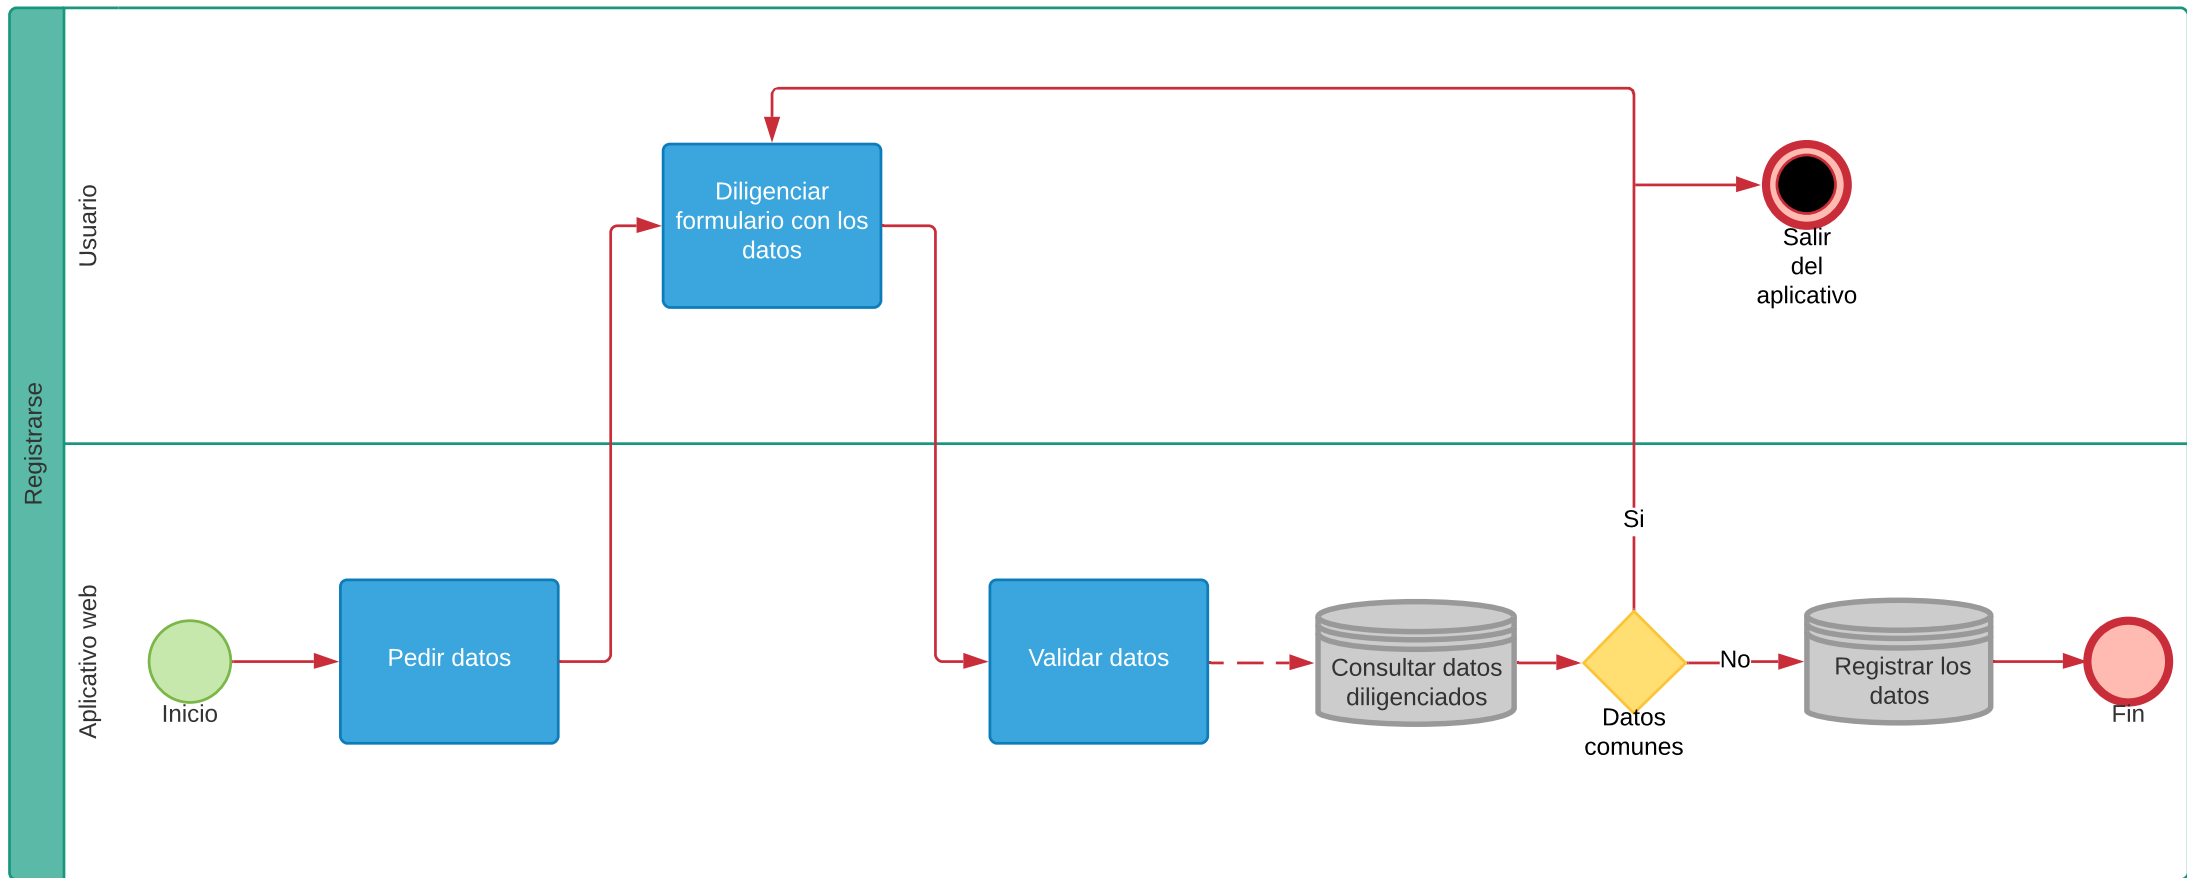 Registrarse
Usuario
Diligenciar
formulario con los
datos
Salir
del
aplicativo
Aplicativo web
Inicio
Pedir datos
Validar datos
Consultar datos
diligenciados
Si
Datos
comunes
No
Registrar los
datos
Fin